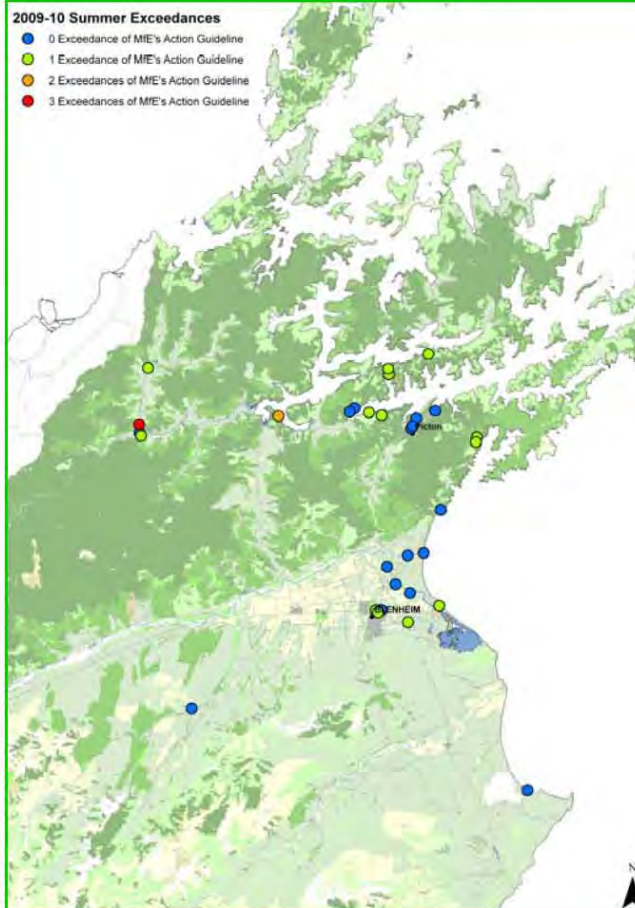 2009-10 Summer Exceedances
0 Exceedance of MfE's Action Guideline
1 Exceedance of MfE's Action Guideline
2 Exceedances of MfE's Action Guideline
3 Exceedances of MfE's Action Guideline
Picton
N